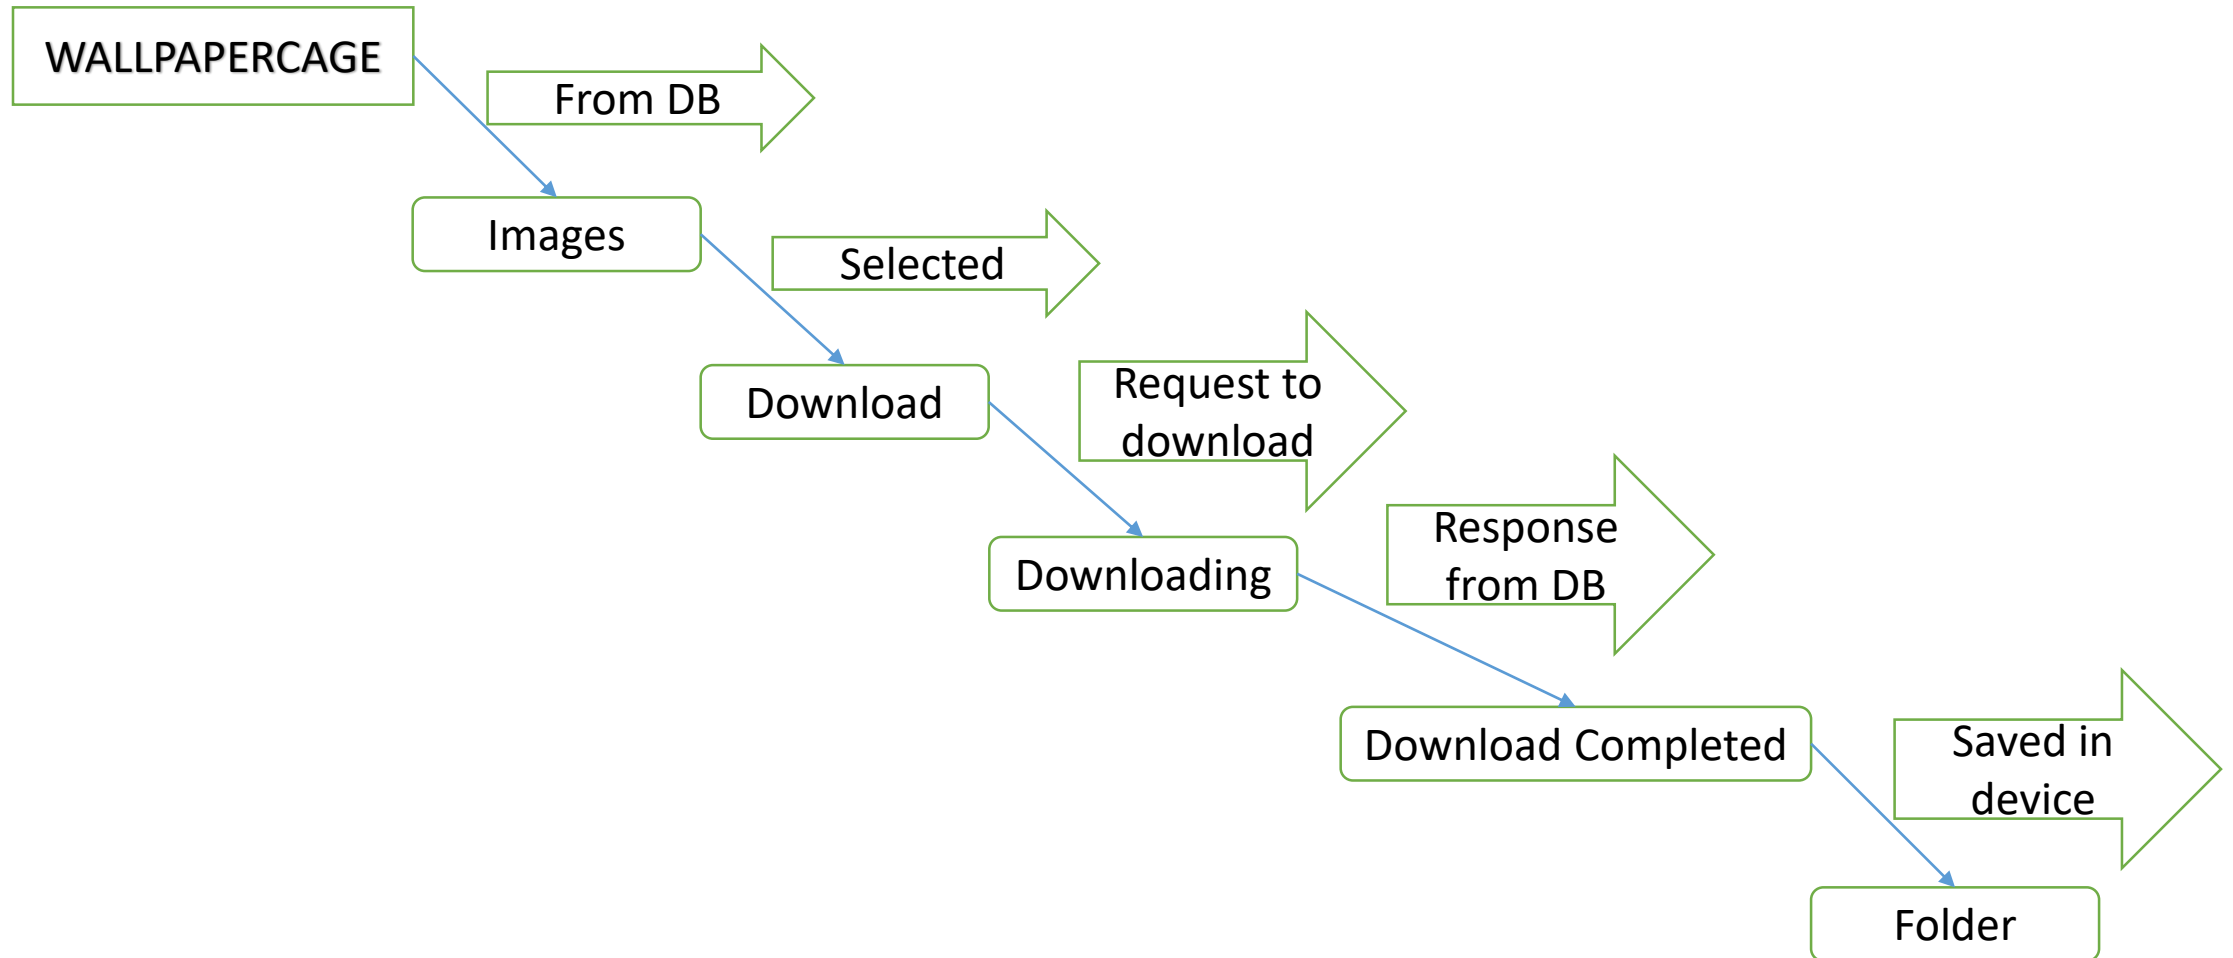 WALLPAPERCAGE
From DB
Images
Selected
Download
Request to
download
Downloading
Response
from DB
Download Completed
Saved in
device
Folder